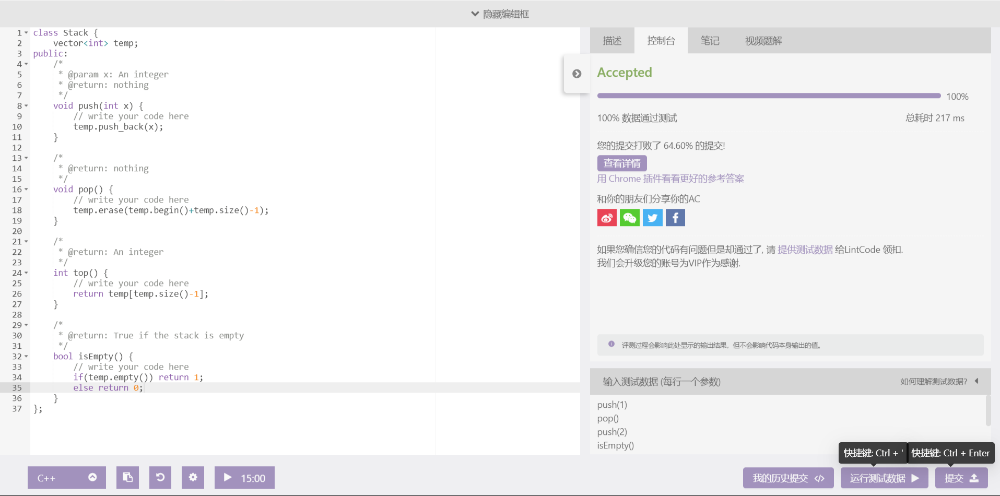 隐藏编辑框
1 class Stack {
2     vector<int> temp;
3 public:
4     /*
5      * @param x: An integer
6      * @return: nothing
7      */
8     void push(int x) {
9         // write your code here
10         temp.push_back(x);
11     }
12
13     /*
14      * @return: nothing
15      */
16     void pop() {
17         // write your code here
18         temp.erase(temp.begin()+temp.size()-1);
19     }
20
21     /*
22      * @return: An integer
23      */
24     int top() {
25         // write your code here
26         return temp[temp.size()-1];
27     }
28
29     /*
30      * @return: True if the stack is empty
31      */
32     bool isEmpty() {
33         // write your code here
34         if(temp.empty()) return 1;
35         else return 0;
36     }
37 };
描述 控制台 笔记 视频题解
Accepted
100%
100% 数据通过测试 总耗时 217 ms
您的提交打败了 64.60% 的提交!
查看详情
用 Chrome 插件看看更好的参考答案
和你的朋友们分享你的AC
如果您确信您的代码有问题但是却通过了, 请 提供测试数据 给LintCode 领扣.
我们会升级您的账号为VIP作为感谢.
评测过程会影响此处显示的输出结果，但不会影响代码本身输出的值。
输入测试数据 (每行一个参数) 如何理解测试数据?
push(1)
pop()
push(2)
isEmpty()
快捷键: Ctrl + ' 快捷键: Ctrl + Enter
C++ 15:00 我的历史提交 运行测试数据 提交